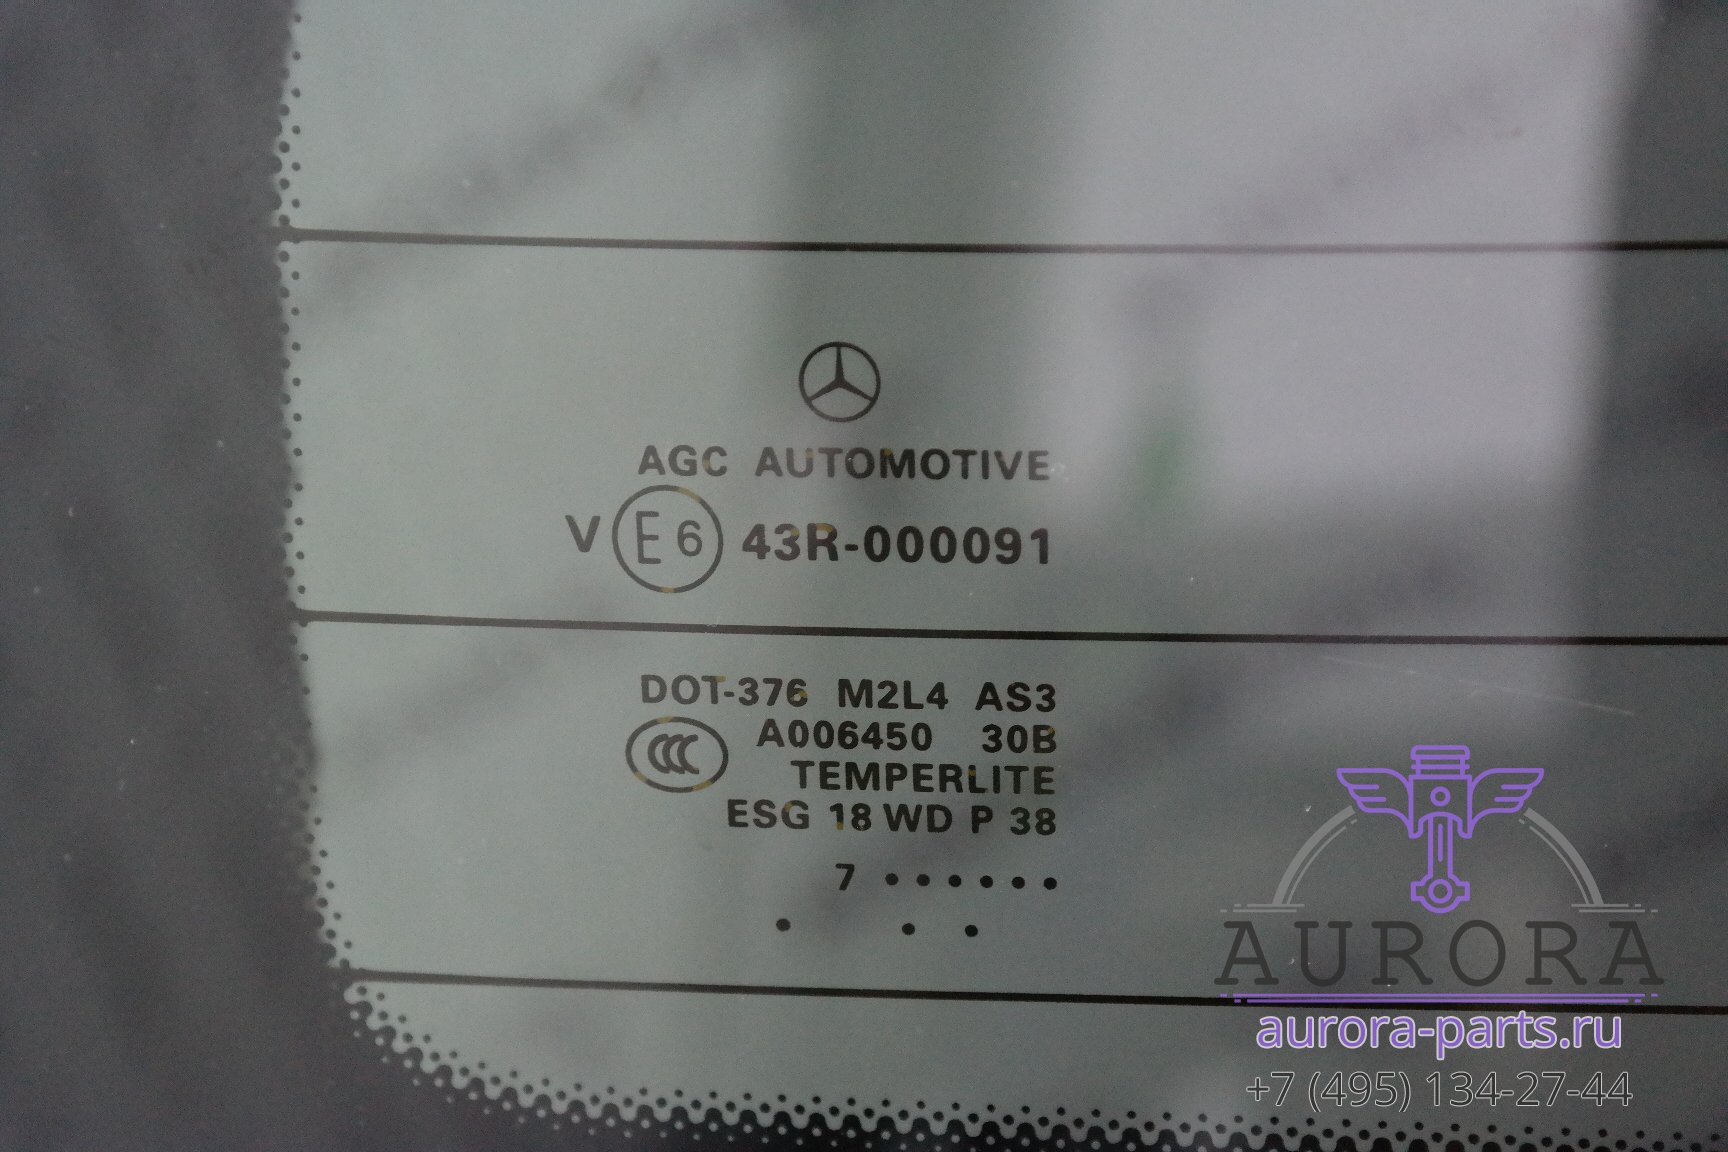 AGC AUTOMOTIVE
V E6 43R-000091
DOT-376 M2L4 AS3
CCC A006450 30B
TEMPERLITE
ESG 18 WD P 38
7 ••••••
• • •
AURORA
aurora-parts.ru
+7 (495) 134-27-44